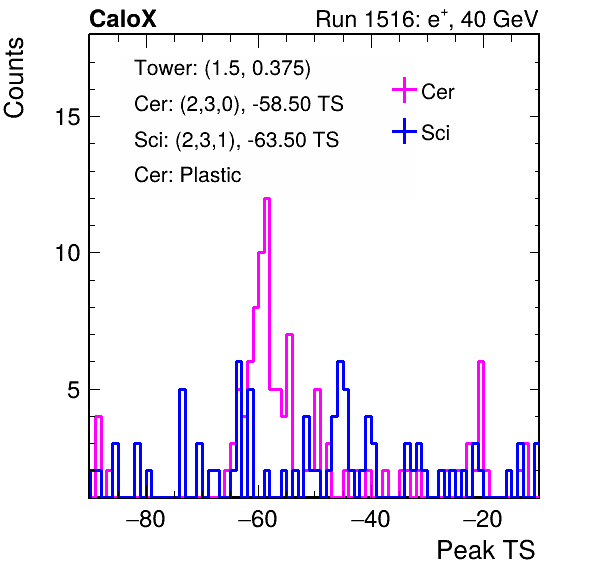 CaloX Run 1516: e⁺, 40 GeV
Counts
Tower: (1.5, 0.375)
Cer: (2,3,0), -58.50 TS
Sci: (2,3,1), -63.50 TS
Cer: Plastic
Cer
Sci
15
10
5
−80 −60 −40 −20
Peak TS